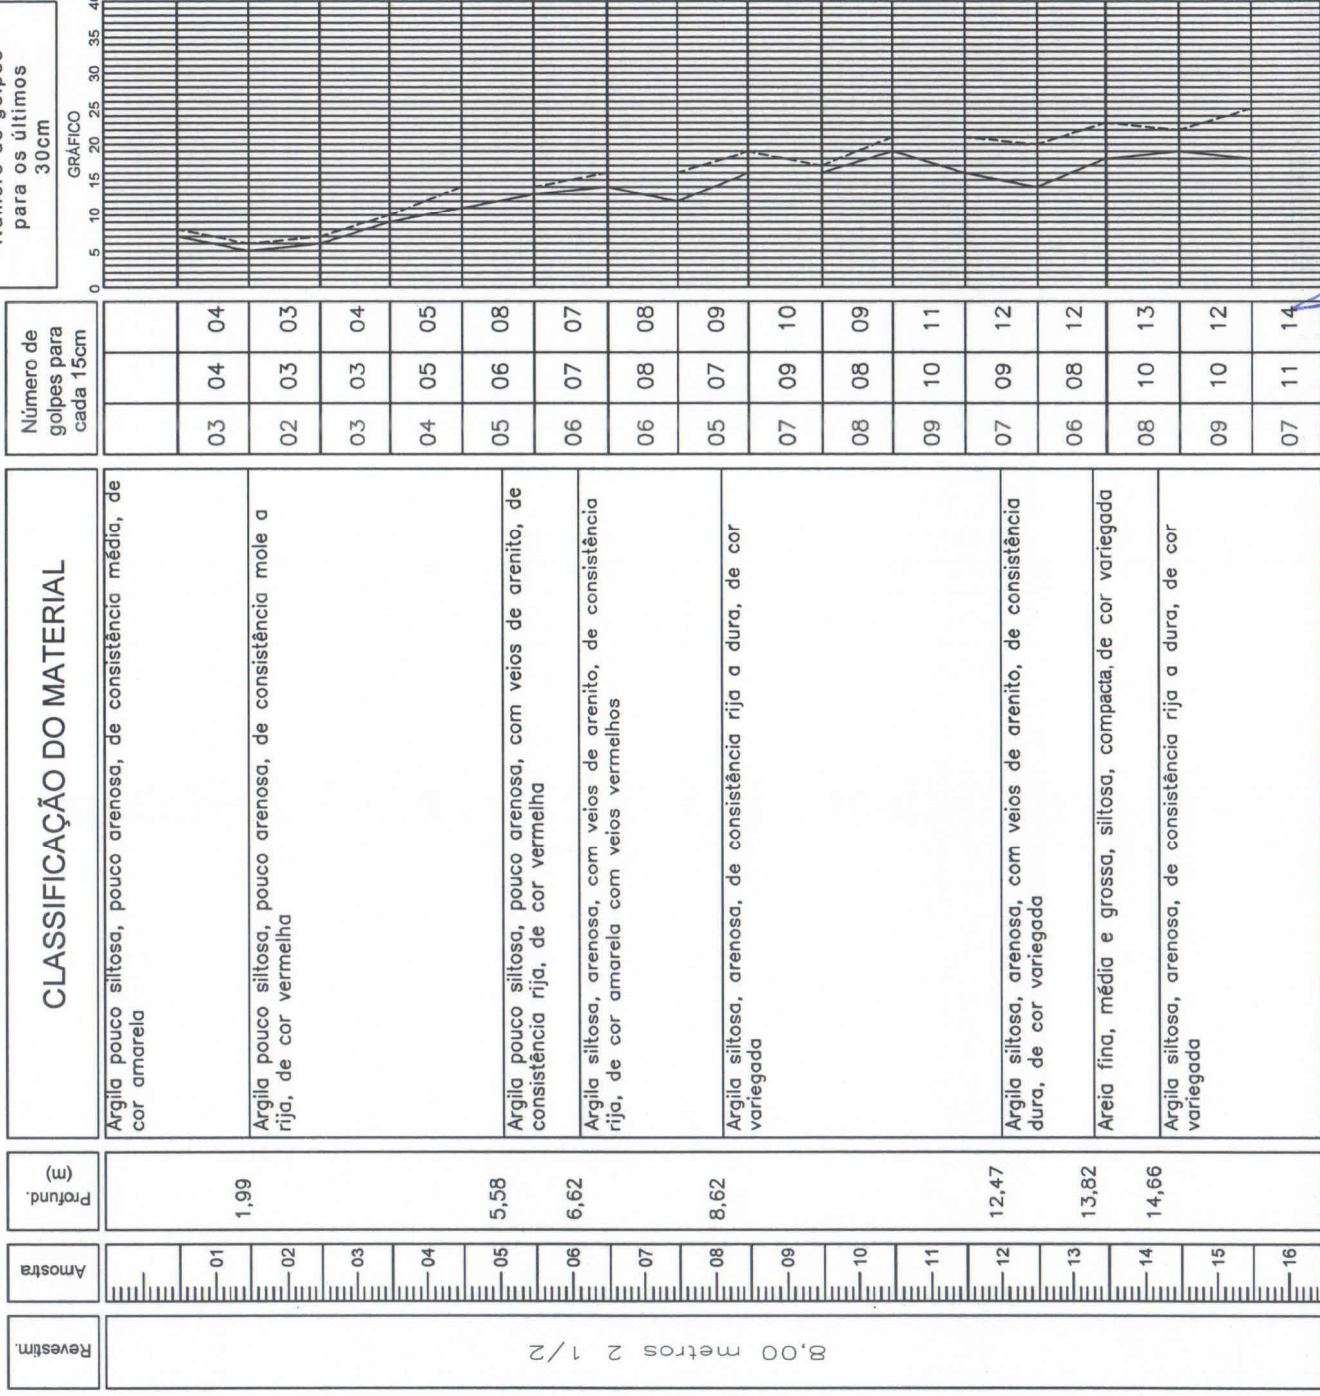 Revestim.
Amostra
Profund.
(m)
CLASSIFICAÇÃO DO MATERIAL
Número de
golpes para
cada 15cm
para os últimos
30cm
GRÁFICO
0 5 10 15 20 25 30 35 40
8,00 metros 2 1/2
Argila pouco siltosa, pouco arenosa, de consistência média, de
cor amarela
01 03 04 04
1,99
Argila pouco siltosa, pouco arenosa, de consistência mole a
rija, de cor vermelha
02 02 03 03
03 03 03 04
04 04 05 05
05 05 06 08
5,58
Argila pouco siltosa, pouco arenosa, com veios de arenito, de
consistência rija, de cor vermelha
06 06 07 07
6,62
Argila siltosa, arenosa, com veios de arenito, de consistência
rija, de cor amarela com veios vermelhos
07 06 08 08
08 05 07 09
8,62
Argila siltosa, arenosa, de consistência rija a dura, de cor
variegada
09 07 09 10
10 08 08 09
11 09 10 11
12 07 09 12
12,47
Argila siltosa, arenosa, com veios de arenito, de consistência
dura, de cor variegada
13 06 08 12
13,82
Areia fina, média e grossa, siltosa, compacta, de cor variegada
14 08 10 13
14,66
Argila siltosa, arenosa, de consistência rija a dura, de cor
variegada
15 09 10 12
16 07 11 14